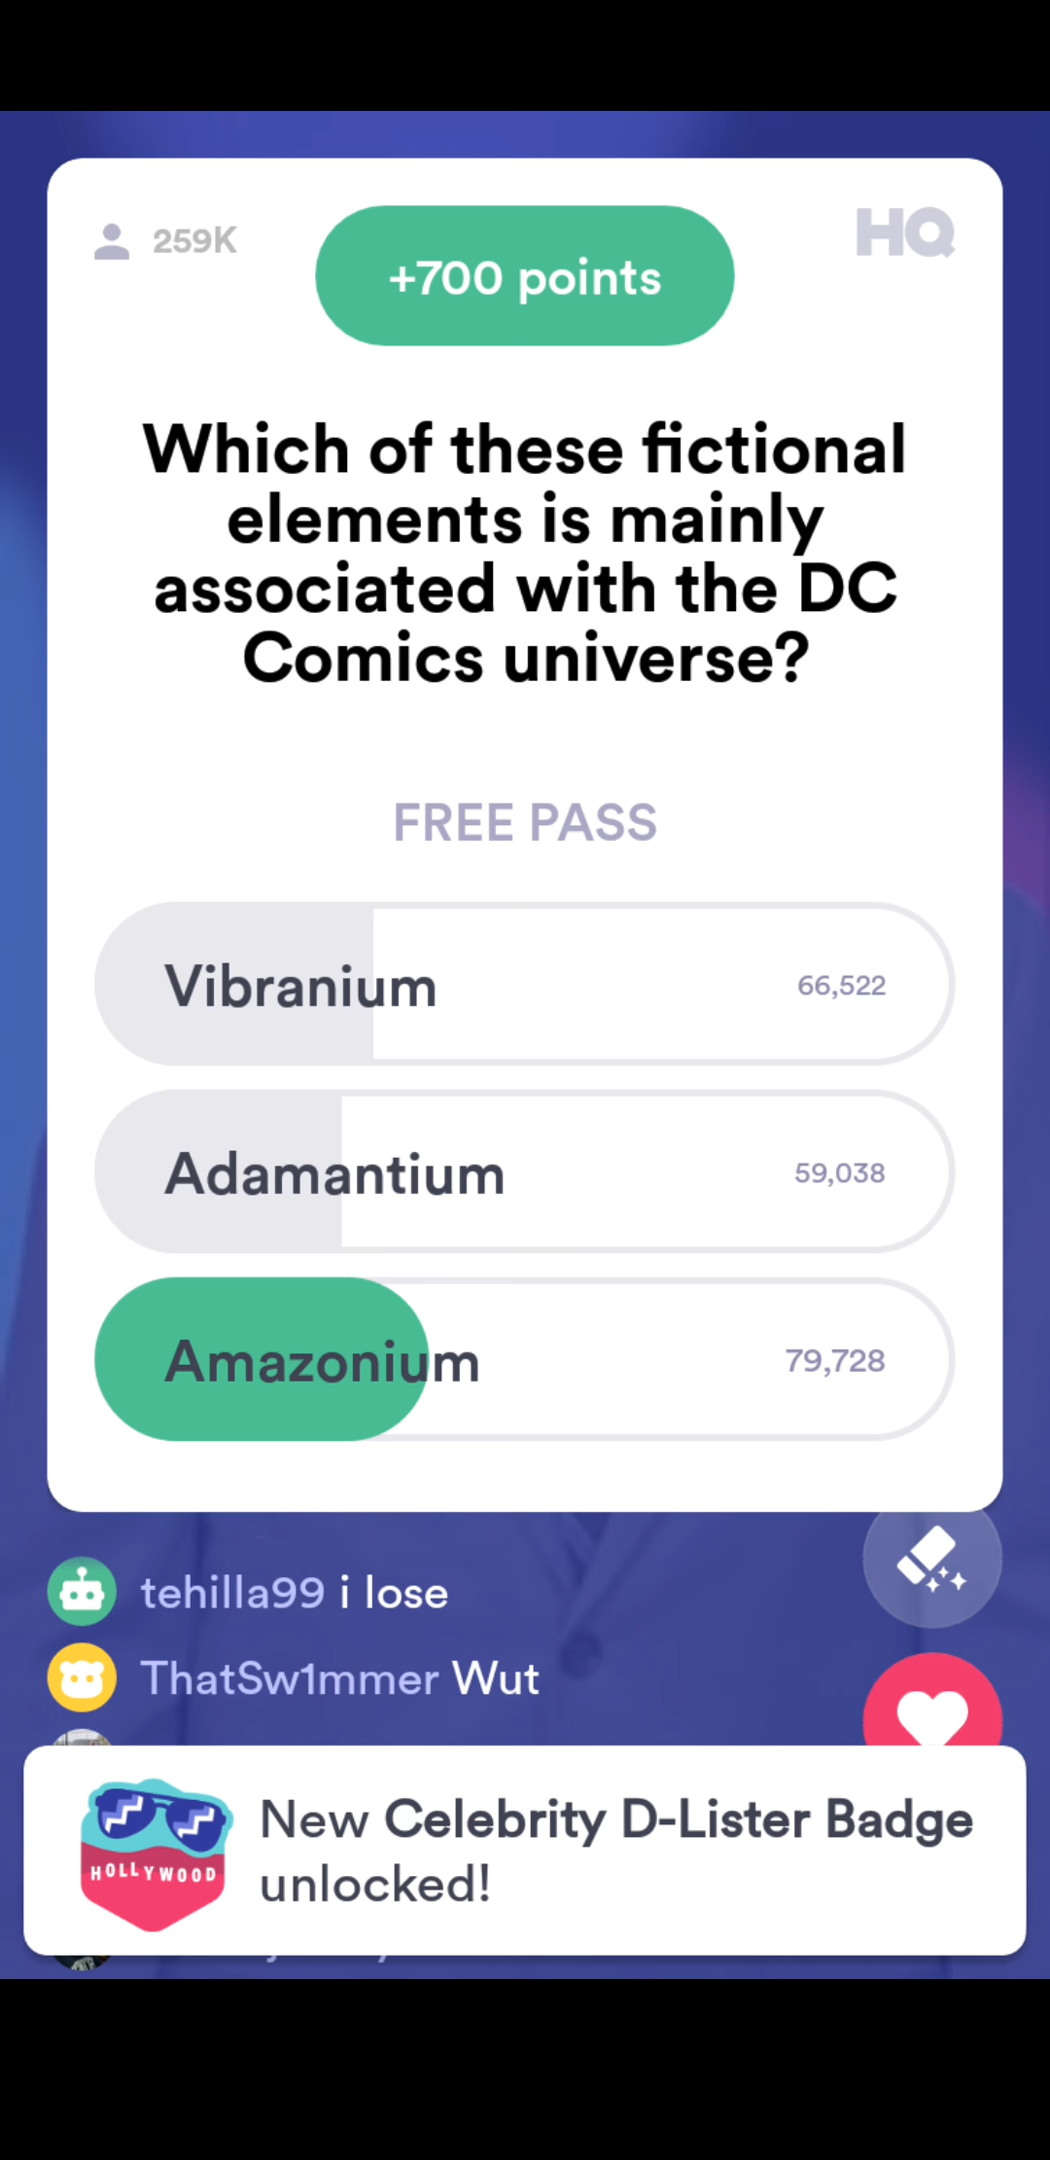 259K
+700 points
HQ
Which of these fictional
elements is mainly
associated with the DC
Comics universe?
FREE PASS
Vibranium 66,522
Adamantium 59,038
Amazonium 79,728
tehilla99 i lose
ThatSw1mmer Wut
HOLLYWOOD
New Celebrity D-Lister Badge
unlocked!